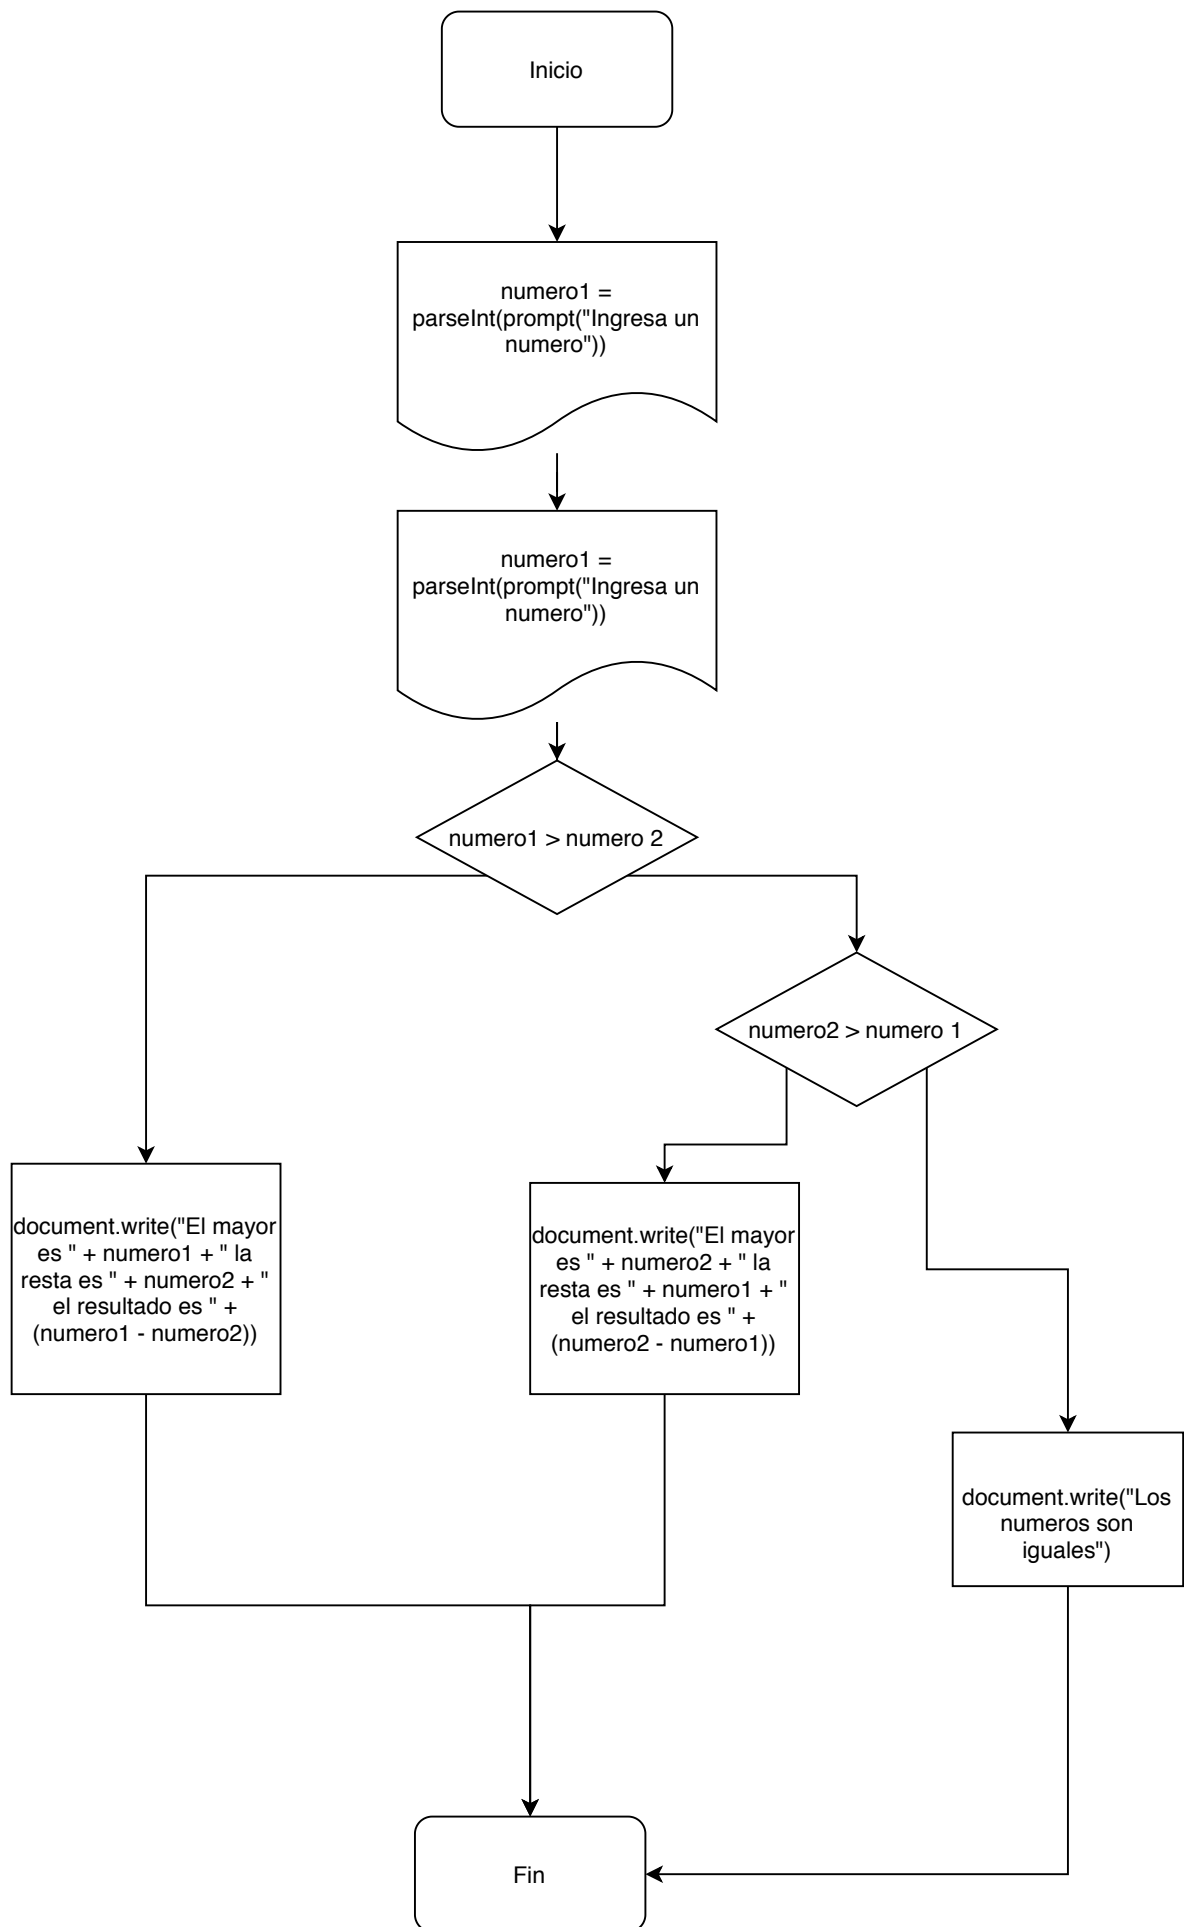 Inicio
numero1 =
parseInt(prompt("Ingresa un
numero"))
numero1 =
parseInt(prompt("Ingresa un
numero"))
numero1 > numero 2
numero2 > numero 1
document.write("El mayor
es " + numero1 + " la
resta es " + numero2 + "
el resultado es " +
(numero1 - numero2))
document.write("El mayor
es " + numero2 + " la
resta es " + numero1 + "
el resultado es " +
(numero2 - numero1))
document.write("Los
numeros son
iguales")
Fin